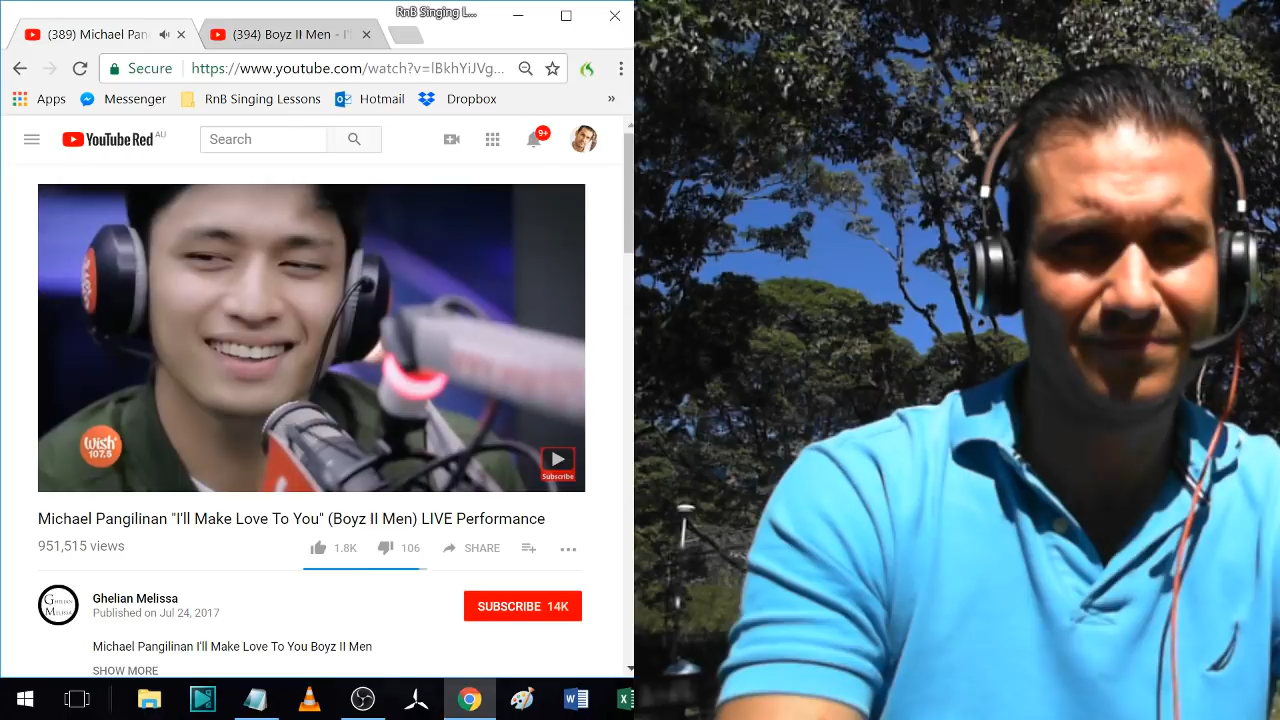 RnB Singing L...
(389) Michael Pan
(394) Boyz II Men - I'
Secure
https://www.youtube.com/watch?v=lBkhYiJVg...
Apps
Messenger
RnB Singing Lessons
Hotmail
Dropbox
»
YouTube Red AU
Search
9+
wish
107.5
Subscribe
Michael Pangilinan "I'll Make Love To You" (Boyz II Men) LIVE Performance
951,515 views
1.8K
106
SHARE
GHELIAN
MELISSA
Ghelian Melissa
Published on Jul 24, 2017
SUBSCRIBE 14K
Michael Pangilinan I'll Make Love To You Boyz II Men
SHOW MORE